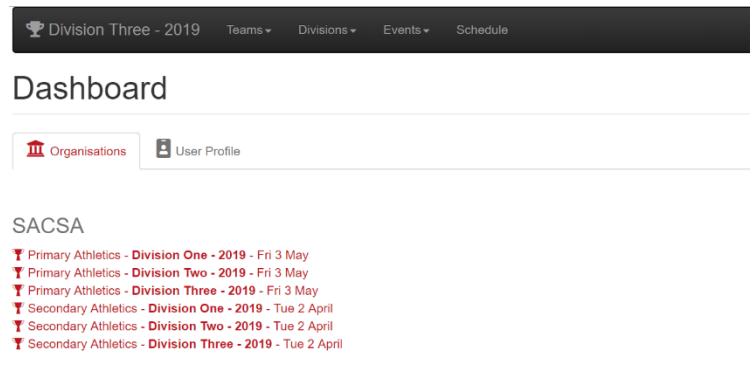 Division Three - 2019 Teams Divisions Events Schedule
Dashboard
Organisations User Profile
SACSA
Primary Athletics - Division One - 2019 - Fri 3 May
Primary Athletics - Division Two - 2019 - Fri 3 May
Primary Athletics - Division Three - 2019 - Fri 3 May
Secondary Athletics - Division One - 2019 - Tue 2 April
Secondary Athletics - Division Two - 2019 - Tue 2 April
Secondary Athletics - Division Three - 2019 - Tue 2 April